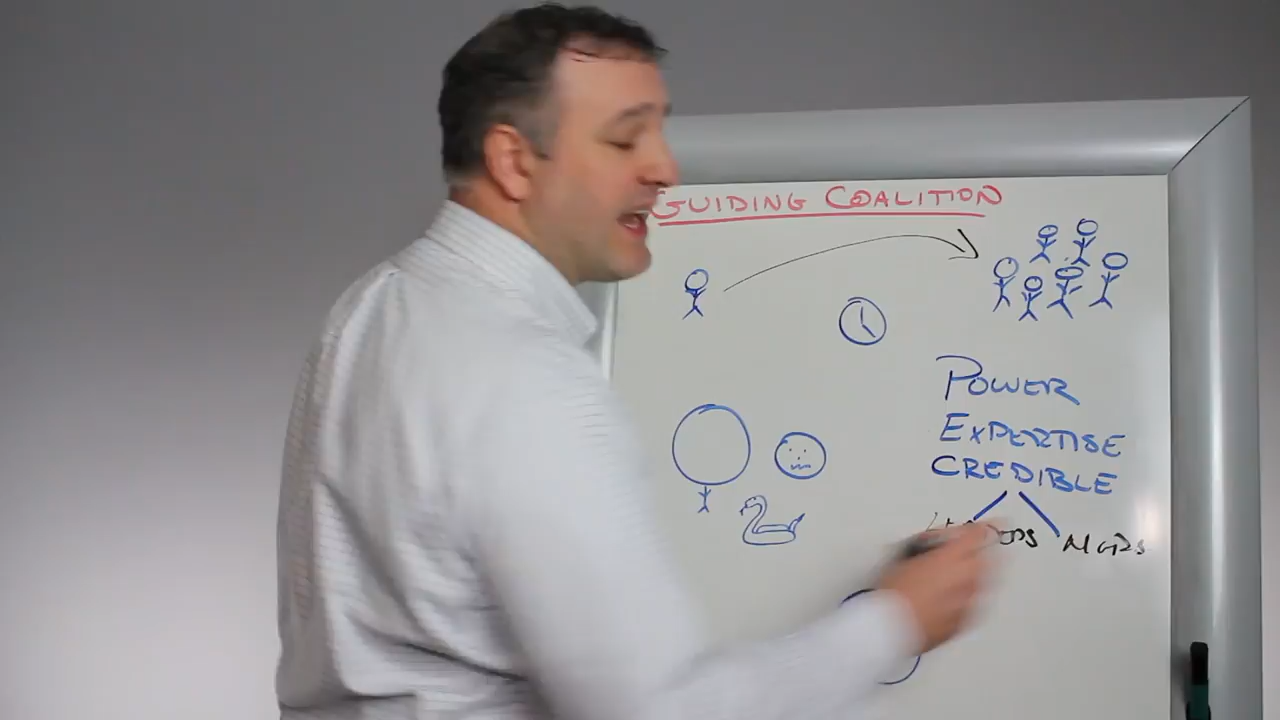 GUIDING COALITION
POWER
EXPERTISE
CREDIBLE
MGRS